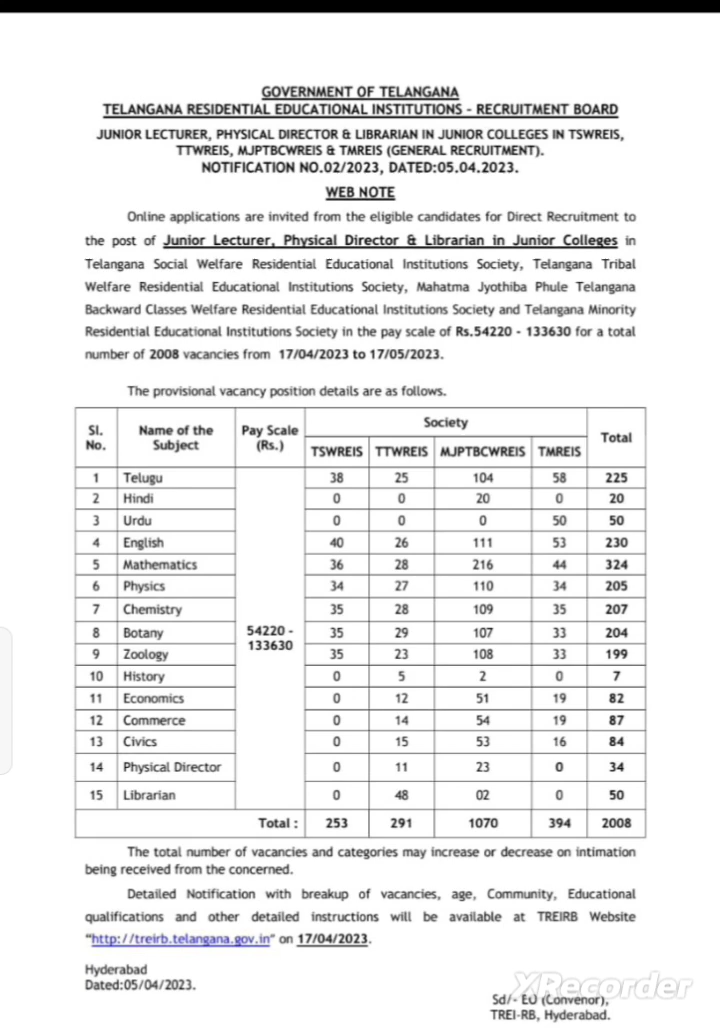 GOVERNMENT OF TELANGANA
TELANGANA RESIDENTIAL EDUCATIONAL INSTITUTIONS - RECRUITMENT BOARD
JUNIOR LECTURER, PHYSICAL DIRECTOR & LIBRARIAN IN JUNIOR COLLEGES IN TSWREIS,
TTWREIS, MJPTBCWREIS & TMREIS (GENERAL RECRUITMENT).
NOTIFICATION NO.02/2023, DATED:05.04.2023.
WEB NOTE
Online applications are invited from the eligible candidates for Direct Recruitment to
the post of Junior Lecturer, Physical Director & Librarian in Junior Colleges in
Telangana Social Welfare Residential Educational Institutions Society, Telangana Tribal
Welfare Residential Educational Institutions Society, Mahatma Jyothiba Phule Telangana
Backward Classes Welfare Residential Educational Institutions Society and Telangana Minority
Residential Educational Institutions Society in the pay scale of Rs.54220 - 133630 for a total
number of 2008 vacancies from 17/04/2023 to 17/05/2023.
The provisional vacancy position details are as follows.
Sl. No. Name of the Subject Pay Scale (Rs.) Society Total
TSWREIS TTWREIS MJPTBCWREIS TMREIS
1 Telugu 38 25 104 58 225
2 Hindi 0 0 20 0 20
3 Urdu 0 0 0 50 50
4 English 40 26 111 53 230
5 Mathematics 36 28 216 44 324
6 Physics 34 27 110 34 205
7 Chemistry 35 28 109 35 207
8 Botany 54220 - 133630 35 29 107 33 204
9 Zoology 35 23 108 33 199
10 History 0 5 2 0 7
11 Economics 0 12 51 19 82
12 Commerce 0 14 54 19 87
13 Civics 0 15 53 16 84
14 Physical Director 0 11 23 0 34
15 Librarian 0 48 02 0 50
Total : 253 291 1070 394 2008
The total number of vacancies and categories may increase or decrease on intimation
being received from the concerned.
Detailed Notification with breakup of vacancies, age, Community, Educational
qualifications and other detailed instructions will be available at TREIRB Website
"http://treirb.telangana.gov.in" on 17/04/2023.
Hyderabad
Dated:05/04/2023.
XRecorder
Sd/- EO (Convenor),
TREI-RB, Hyderabad.